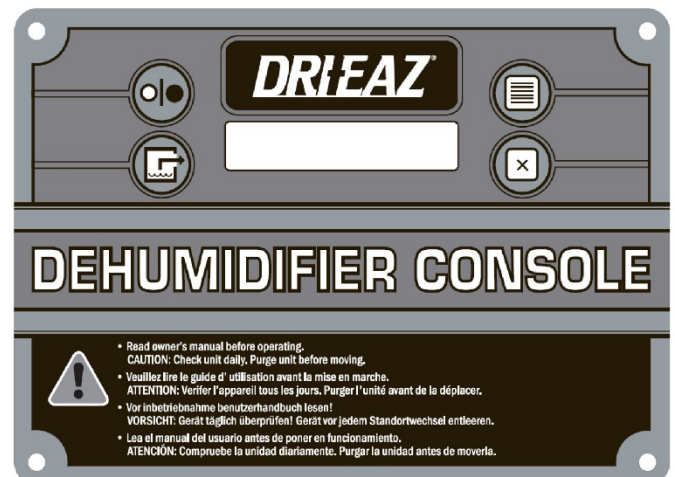 DRI-EAZ®
DEHUMIDIFIER CONSOLE
• Read owner's manual before operating.
CAUTION: Check unit daily. Purge unit before moving.
• Veuillez lire le guide d' utilisation avant la mise en marche.
ATTENTION: Verifer l'appareil tous les jours. Purger l'unité avant de la déplacer.
• Vor inbetriebnahme benutzerhandbuch lesen!
VORSICHT: Gerät täglich überprüfen! Gerät vor jedem Standortwechsel entleeren.
• Lea el manual del usuario antes de poner en funcionamiento.
ATENCIÓN: Compruebe la unidad diariamente. Purgar la unidad antes de moverla.